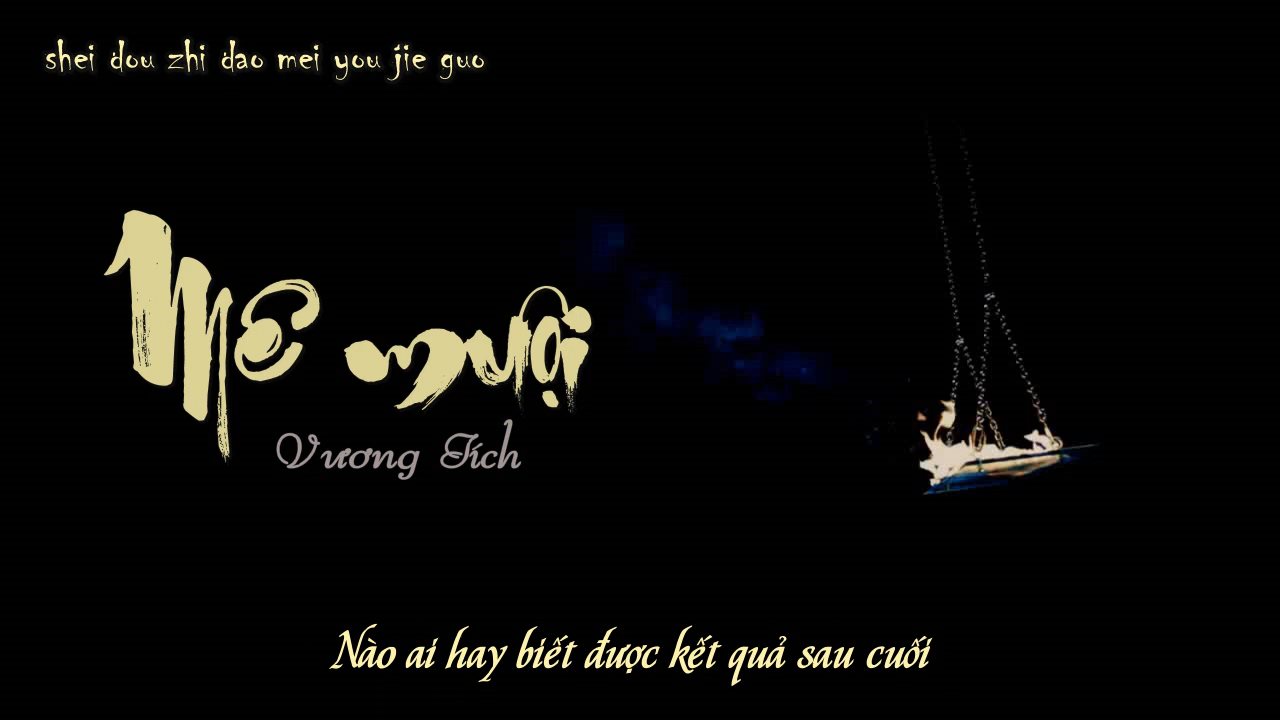 shei dou zhi dao mei you jie guo
Mê muội
Vương Tích
Nào ai hay biết được kết quả sau cuối